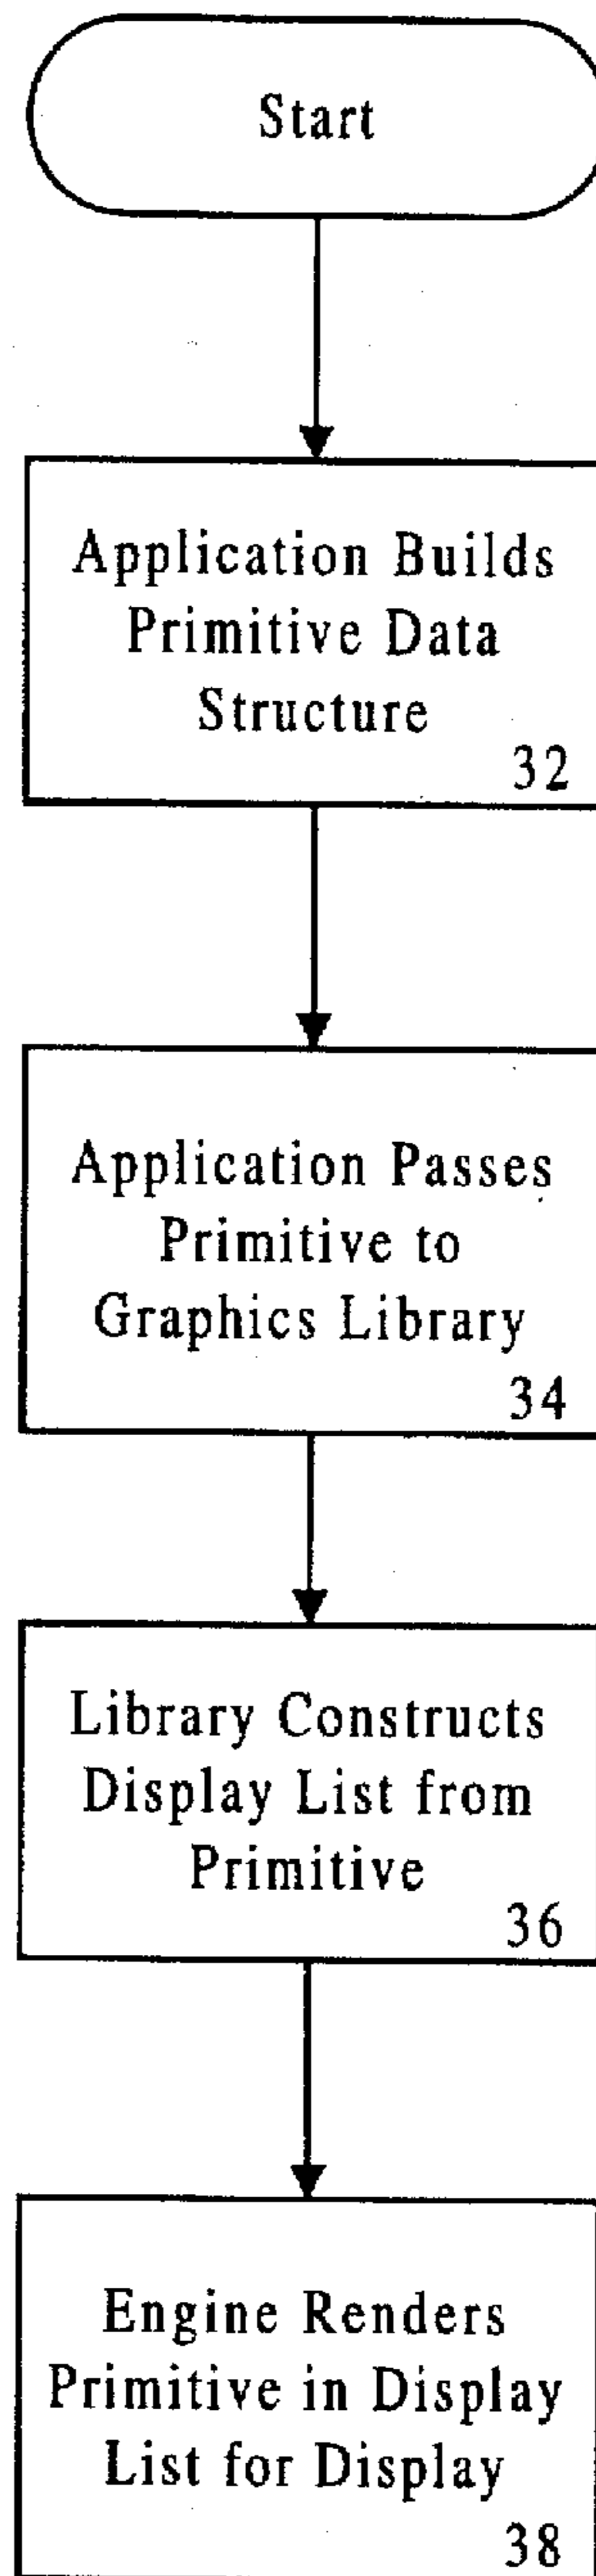 Start
Application Builds
Primitive Data
Structure
32
Application Passes
Primitive to
Graphics Library
34
Library Constructs
Display List from
Primitive
36
Engine Renders
Primitive in Display
List for Display
38